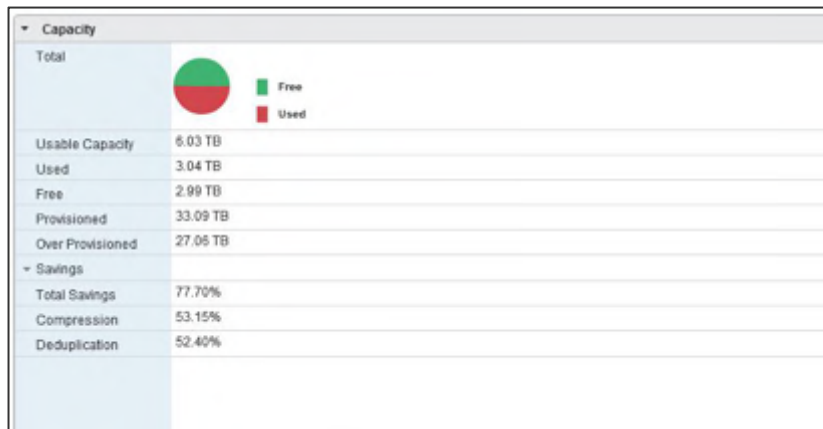 Capacity
Total
Free
Used
Usable Capacity 6.03 TB
Used 3.04 TB
Free 2.99 TB
Provisioned 33.09 TB
Over Provisioned 27.06 TB
Savings
Total Savings 77.70%
Compression 53.15%
Deduplication 52.40%